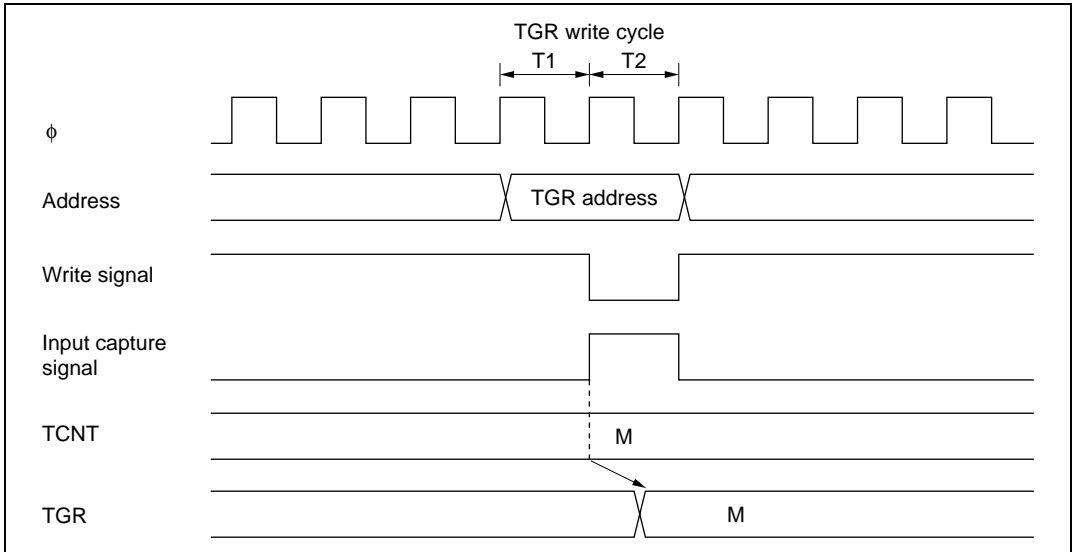 TGR write cycle
T1 T2
ϕ
Address
TGR address
Write signal
Input capture
signal
TCNT
M
TGR
M